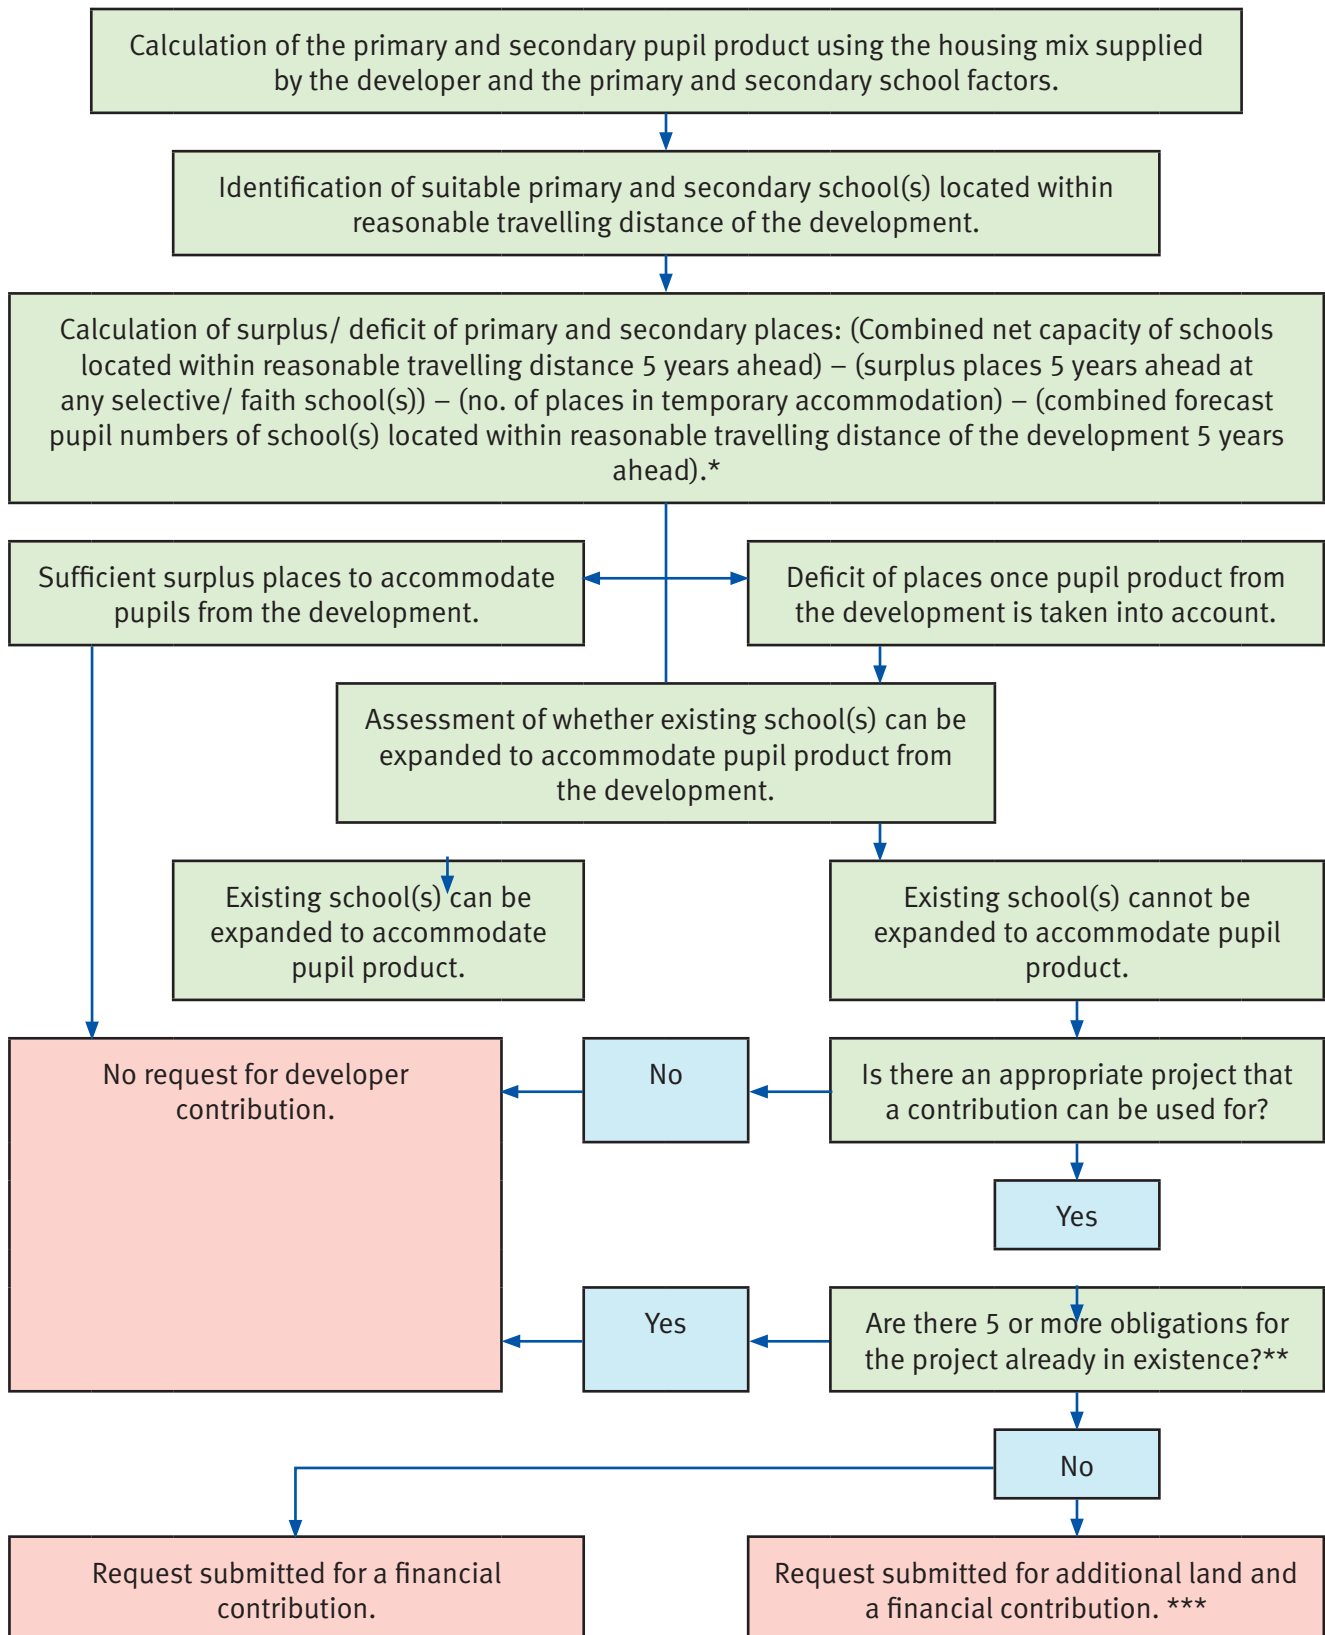 Calculation of the primary and secondary pupil product using the housing mix supplied
by the developer and the primary and secondary school factors.
Identification of suitable primary and secondary school(s) located within
reasonable travelling distance of the development.
Calculation of surplus/ deficit of primary and secondary places: (Combined net capacity of schools
located within reasonable travelling distance 5 years ahead) – (surplus places 5 years ahead at
any selective/ faith school(s)) – (no. of places in temporary accommodation) – (combined forecast
pupil numbers of school(s) located within reasonable travelling distance of the development 5 years
ahead).*
Sufficient surplus places to accommodate
pupils from the development.
Deficit of places once pupil product from
the development is taken into account.
Assessment of whether existing school(s) can be
expanded to accommodate pupil product from
the development.
Existing school(s) can be
expanded to accommodate
pupil product.
Existing school(s) cannot be
expanded to accommodate pupil
product.
No request for developer
contribution.
No
Is there an appropriate project that
a contribution can be used for?
Yes
Yes
Are there 5 or more obligations for
the project already in existence?**
No
Request submitted for a financial
contribution.
Request submitted for additional land and
a financial contribution. ***